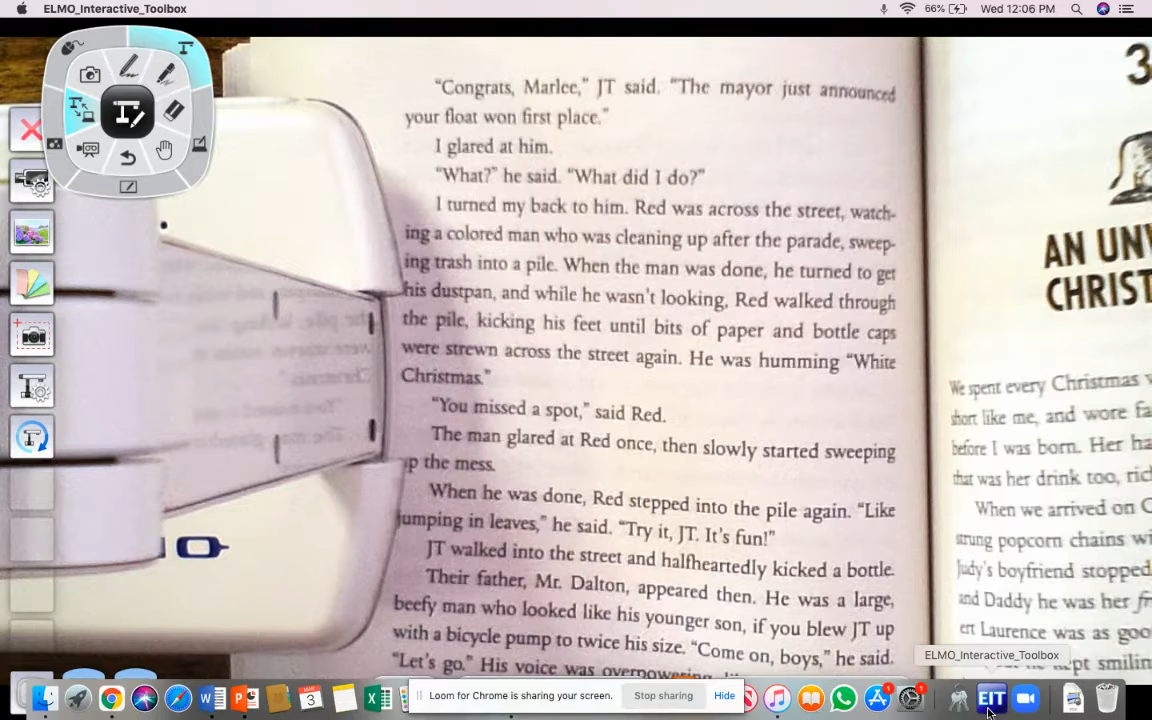 ELMO_Interactive_Toolbox
66%
Wed 12:06 PM
"Congrats, Marlee," JT said. "The mayor just announced
your float won first place."
I glared at him.
"What?" he said. "What did I do?"
I turned my back to him. Red was across the street, watch-
ing a colored man who was cleaning up after the parade, sweep-
ing trash into a pile. When the man was done, he turned to get
his dustpan, and while he wasn't looking, Red walked through
the pile, kicking his feet until bits of paper and bottle caps
were strewn across the street again. He was humming "White
Christmas."
"You missed a spot," said Red.
The man glared at Red once, then slowly started sweeping
up the mess.
When he was done, Red stepped into the pile again. "Like
jumping in leaves," he said. "Try it, JT. It's fun!"
JT walked into the street and halfheartedly kicked a bottle.
Their father, Mr. Dalton, appeared then. He was a large,
beefy man who looked like his younger son, if you blew JT up
with a bicycle pump to twice his size. "Come on, boys," he said.
"Let's go." His voice was overpowering,
3
AN UN
CHRIST
We spent every Christmas
short like me, and wore
before I was born. Her
that was her drink too,
When we arrived on
strung popcorn chains
Judy's boyfriend stopped
and Daddy he was her
ert Laurence was as
kept
ELMO_Interactive_Toolbox
Loom for Chrome is sharing your screen.
Stop sharing
Hide
3
1
1
EIT